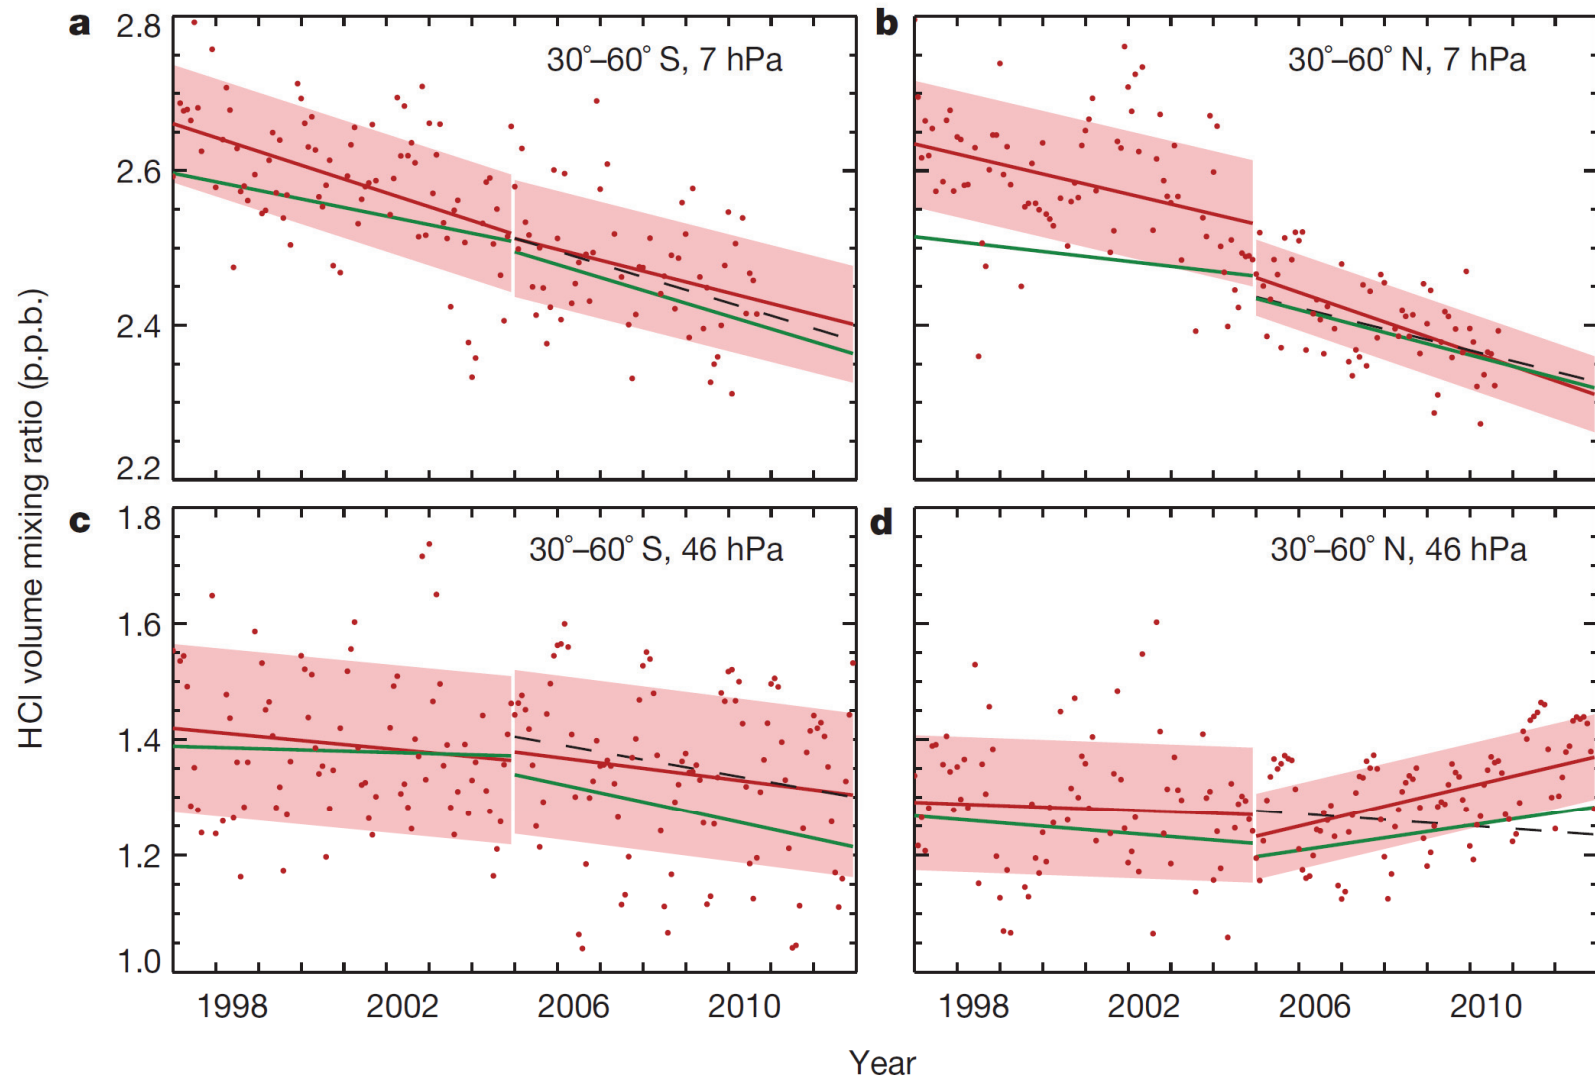 a
2.8
30°–60° S, 7 hPa
b
30°–60° N, 7 hPa
2.6
2.4
2.2
HCl volume mixing ratio (p.p.b.)
c
1.8
30°–60° S, 46 hPa
d
30°–60° N, 46 hPa
1.6
1.4
1.2
1.0
1998 2002 2006 2010 1998 2002 2006 2010
Year